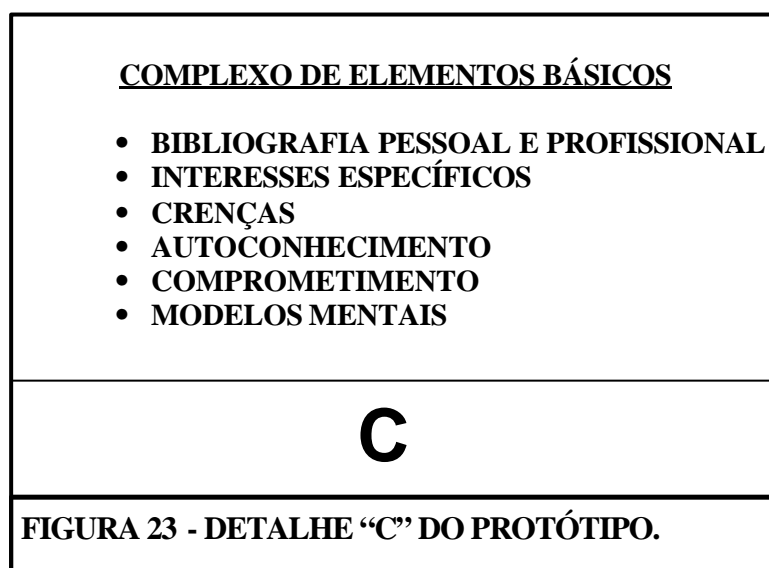 COMPLEXO DE ELEMENTOS BÁSICOS
• BIBLIOGRAFIA PESSOAL E PROFISSIONAL
• INTERESSES ESPECÍFICOS
• CRENÇAS
• AUTOCONHECIMENTO
• COMPROMETIMENTO
• MODELOS MENTAIS
C
FIGURA 23 - DETALHE “C” DO PROTÓTIPO.